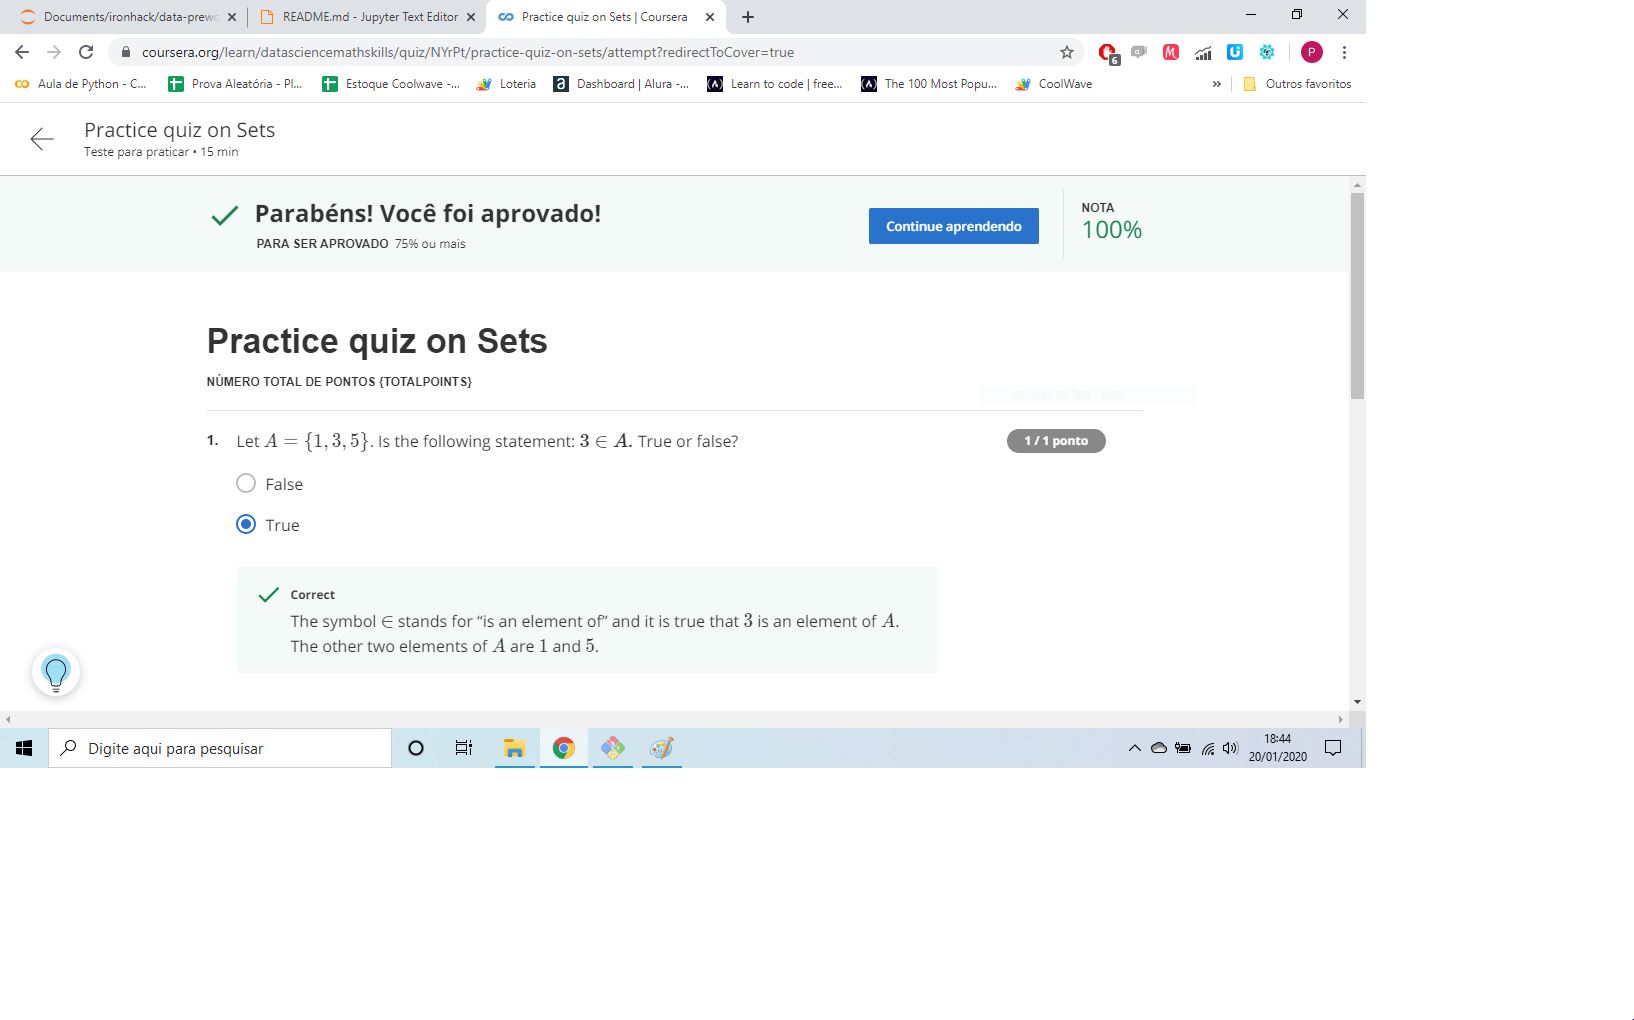 Documents/ironhack/data-prewo
README.md - Jupyter Text Editor
Practice quiz on Sets | Coursera
coursera.org/learn/datasciencemathskills/quiz/NYrPt/practice-quiz-on-sets/attempt?redirectToCover=true
6
P
Aula de Python - C...
Prova Aleatória - Pl...
Estoque Coolwave -...
Loteria
Dashboard | Alura -...
Learn to code | free...
The 100 Most Popu...
CoolWave
»
Outros favoritos
Practice quiz on Sets
Teste para praticar • 15 min
Parabéns! Você foi aprovado!
PARA SER APROVADO 75% ou mais
Continue aprendendo
NOTA
100%
Practice quiz on Sets
NÚMERO TOTAL DE PONTOS {TOTALPOINTS}
1. Let A = {1, 3, 5}. Is the following statement: 3 ∈ A. True or false?
1 / 1 ponto
False
True
Correct
The symbol ∈ stands for “is an element of” and it is true that 3 is an element of A.
The other two elements of A are 1 and 5.
Digite aqui para pesquisar
18:44
20/01/2020